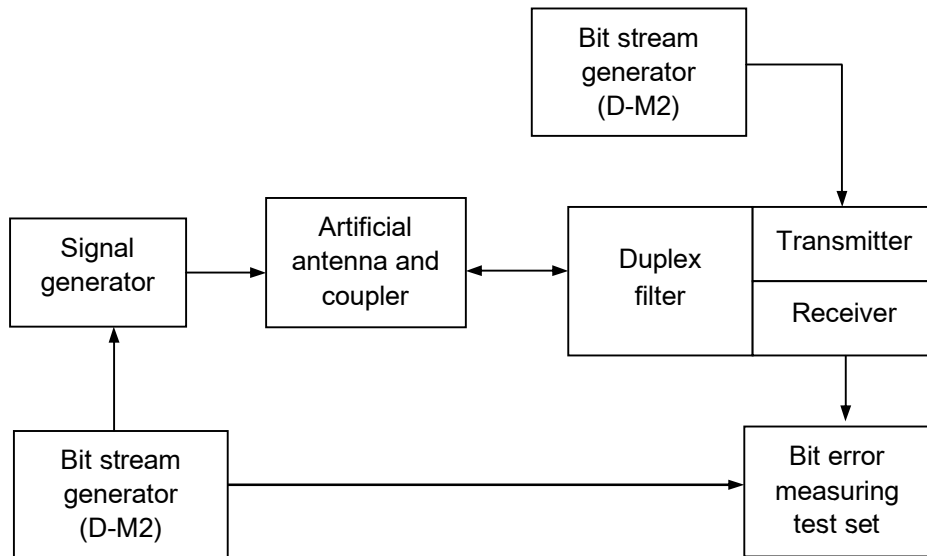 Bit stream
generator
(D-M2)
Signal
generator
Artificial
antenna and
coupler
Duplex
filter
Transmitter
Receiver
Bit stream
generator
(D-M2)
Bit error
measuring
test set